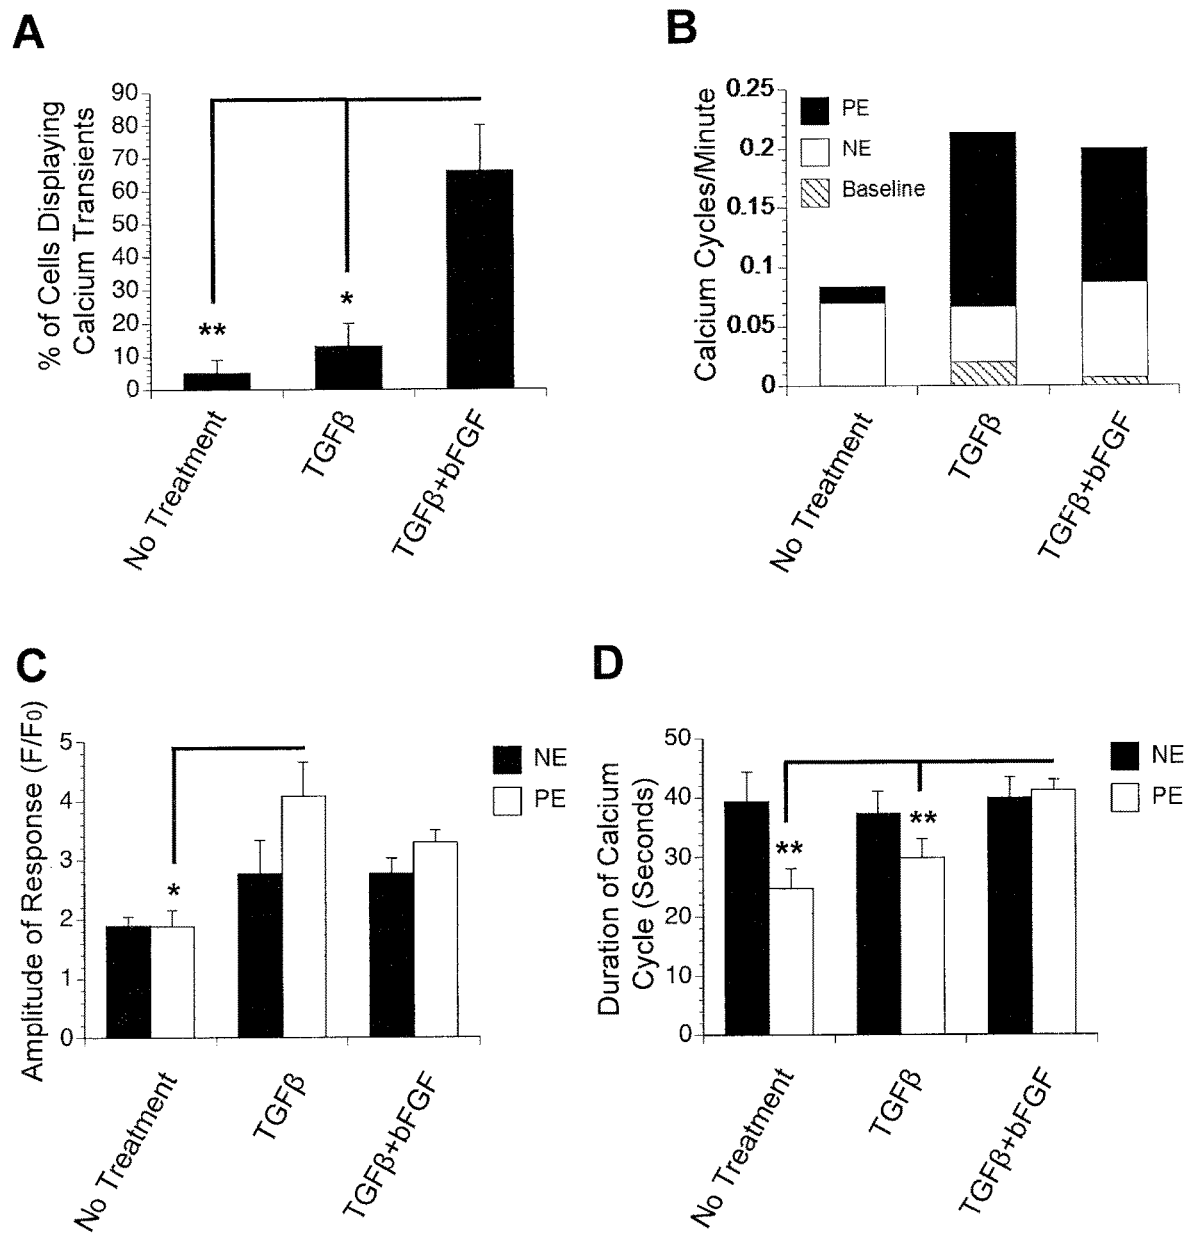 A
% of Cells Displaying
Calcium Transients
90
80
70
60
50
40
30
20
10
0
**
*
No Treatment
TGFβ
TGFβ+bFGF
B
Calcium Cycles/Minute
0.25
0.2
0.15
0.1
0.05
0
PE
NE
Baseline
No Treatment
TGFβ
TGFβ+bFGF
C
Amplitude of Response (F/F0)
5
4
3
2
1
0
*
NE
PE
No Treatment
TGFβ
TGFβ+bFGF
D
Duration of Calcium
Cycle (Seconds)
50
40
30
20
10
0
**
**
NE
PE
No Treatment
TGFβ
TGFβ+bFGF